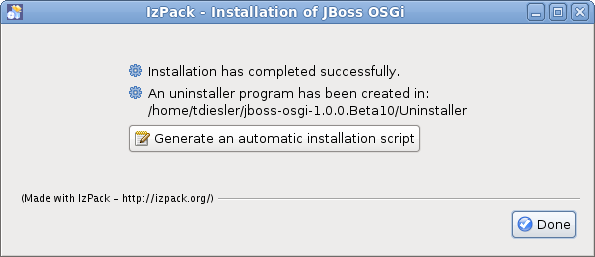 IzPack - Installation of JBoss OSGi
Installation has completed successfully.
An uninstaller program has been created in:
/home/tdiesler/jboss-osgi-1.0.0.Beta10/Uninstaller
Generate an automatic installation script
(Made with IzPack - http://izpack.org/)
Done